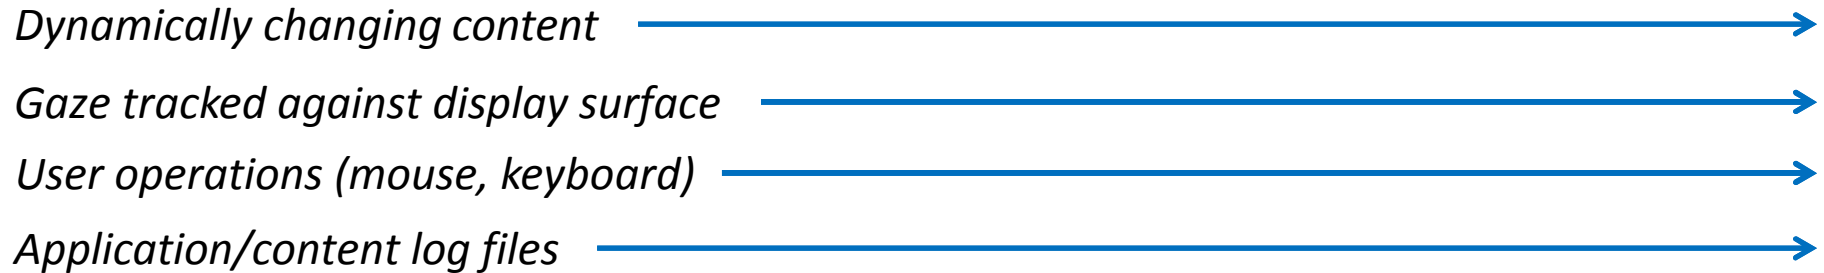 Dynamically changing content
Gaze tracked against display surface
User operations (mouse, keyboard)
Application/content log files